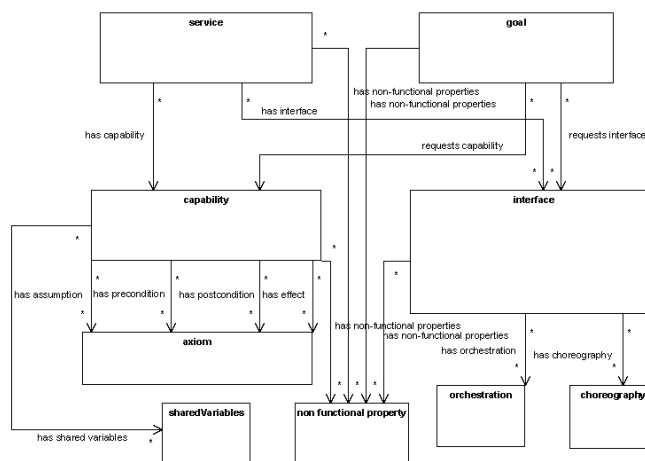 service
goal
*
*
*
*
*
*
has non-functional properties
has non-functional properties
has interface
has capability
requests capability
requests interface
*
*
*
*
*
capability
interface
*
*
*
*
*
*
*
*
has assumption
has precondition
has postcondition
has effect
*
*
*
*
*
*
has non-functional properties
has non-functional properties
has orchestration
has choreography
axiom
*
*
*
*
*
*
sharedVariables
non functional property
orchestration
choreography
has shared variables
*